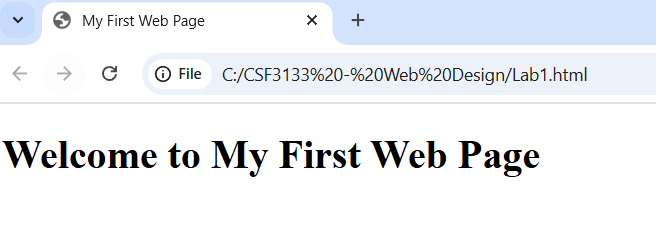 My First Web Page
File C:/CSF3133%20-%20Web%20Design/Lab1.html
Welcome to My First Web Page